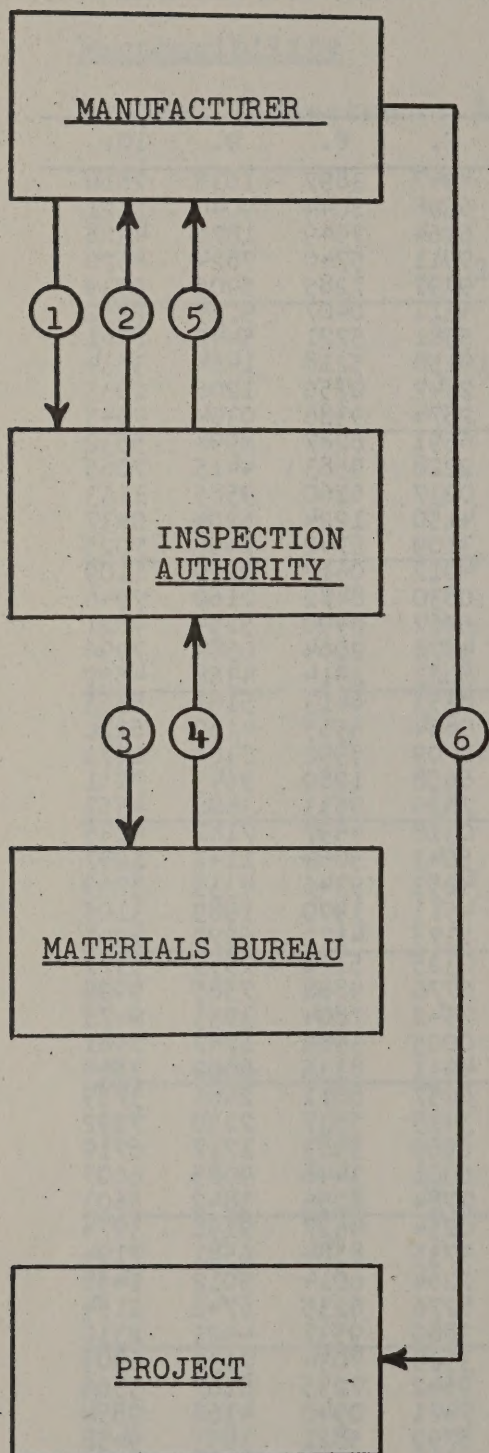 MANUFACTURER
1 2 5
INSPECTION
AUTHORITY
3 4 6
MATERIALS BUREAU
PROJECT